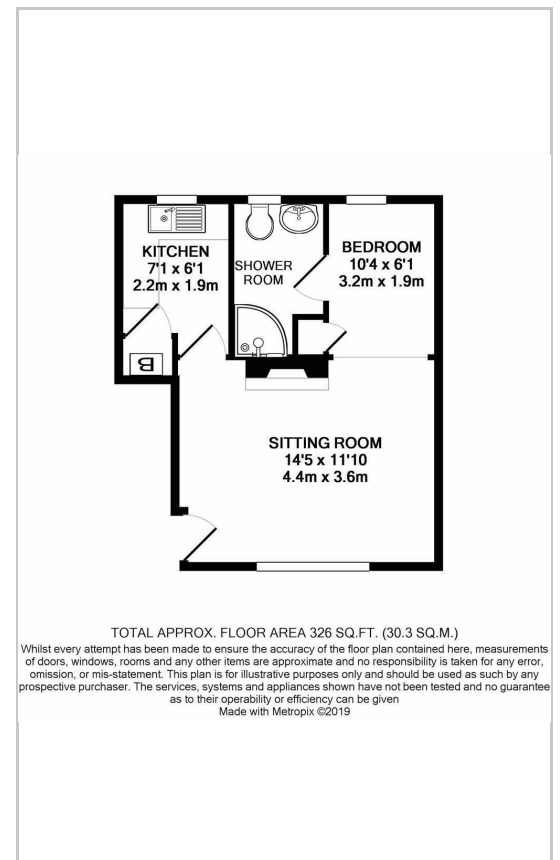 KITCHEN
7'1 x 6'1
2.2m x 1.9m
SHOWER
ROOM
BEDROOM
10'4 x 6'1
3.2m x 1.9m
B
SITTING ROOM
14'5 x 11'10
4.4m x 3.6m
TOTAL APPROX. FLOOR AREA 326 SQ.FT. (30.3 SQ.M.)
Whilst every attempt has been made to ensure the accuracy of the floor plan contained here, measurements
of doors, windows, rooms and any other items are approximate and no responsibility is taken for any error,
omission, or mis-statement. This plan is for illustrative purposes only and should be used as such by any
prospective purchaser. The services, systems and appliances shown have not been tested and no guarantee
as to their operability or efficiency can be given
Made with Metropix ©2019